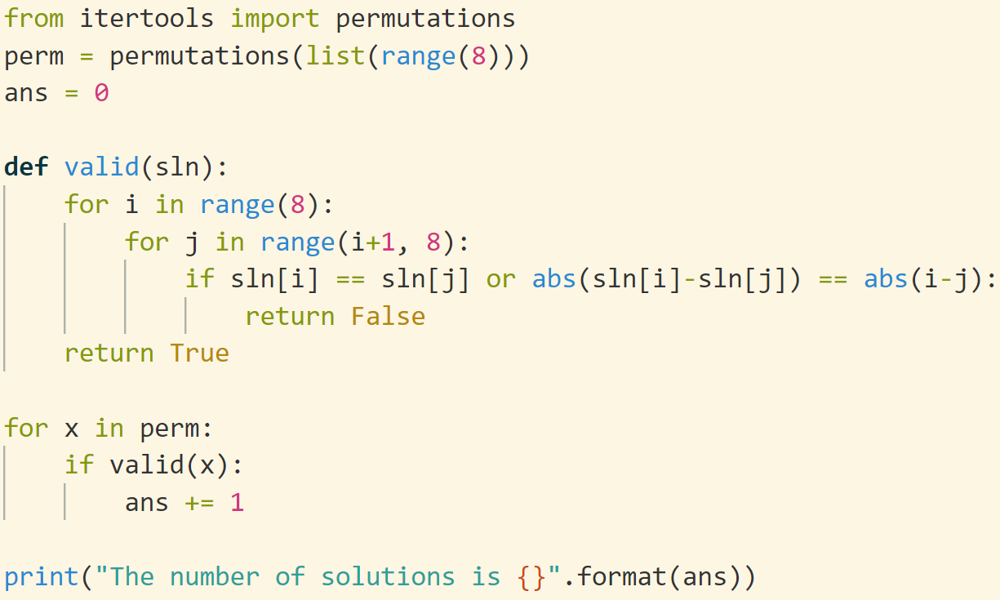 from itertools import permutations
perm = permutations(list(range(8)))
ans = 0

def valid(sln):
    for i in range(8):
        for j in range(i+1, 8):
            if sln[i] == sln[j] or abs(sln[i]-sln[j]) == abs(i-j):
                return False
    return True

for x in perm:
    if valid(x):
        ans += 1

print("The number of solutions is {}".format(ans))